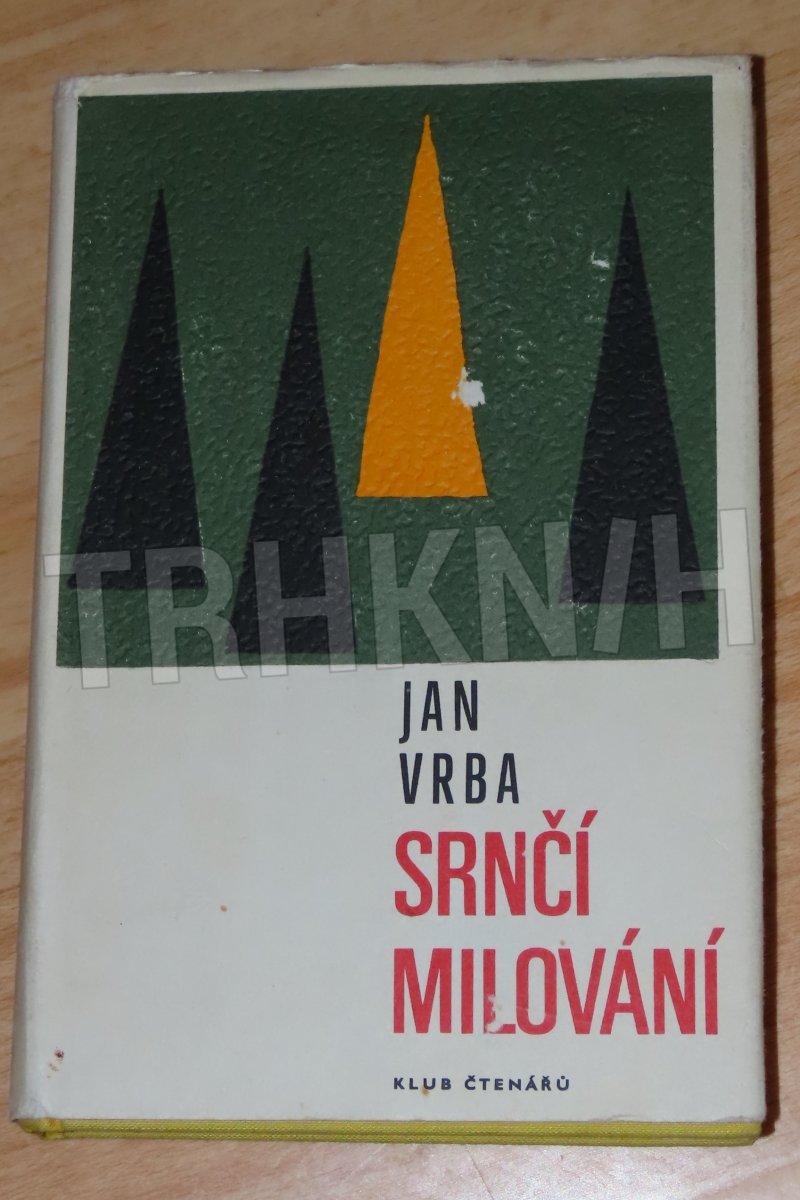 TRHKNIH
JAN
VRBA
SRNČÍ
MILOVÁNÍ
KLUB ČTENÁŘŮ